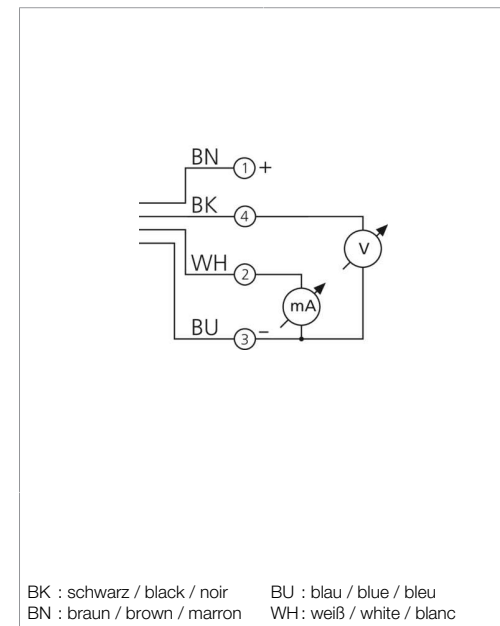 BN 1 +
BK 4
V
WH 2
mA
BU 3 –
BK : schwarz / black / noir
BU : blau / blue / bleu
BN : braun / brown / marron
WH : weiß / white / blanc